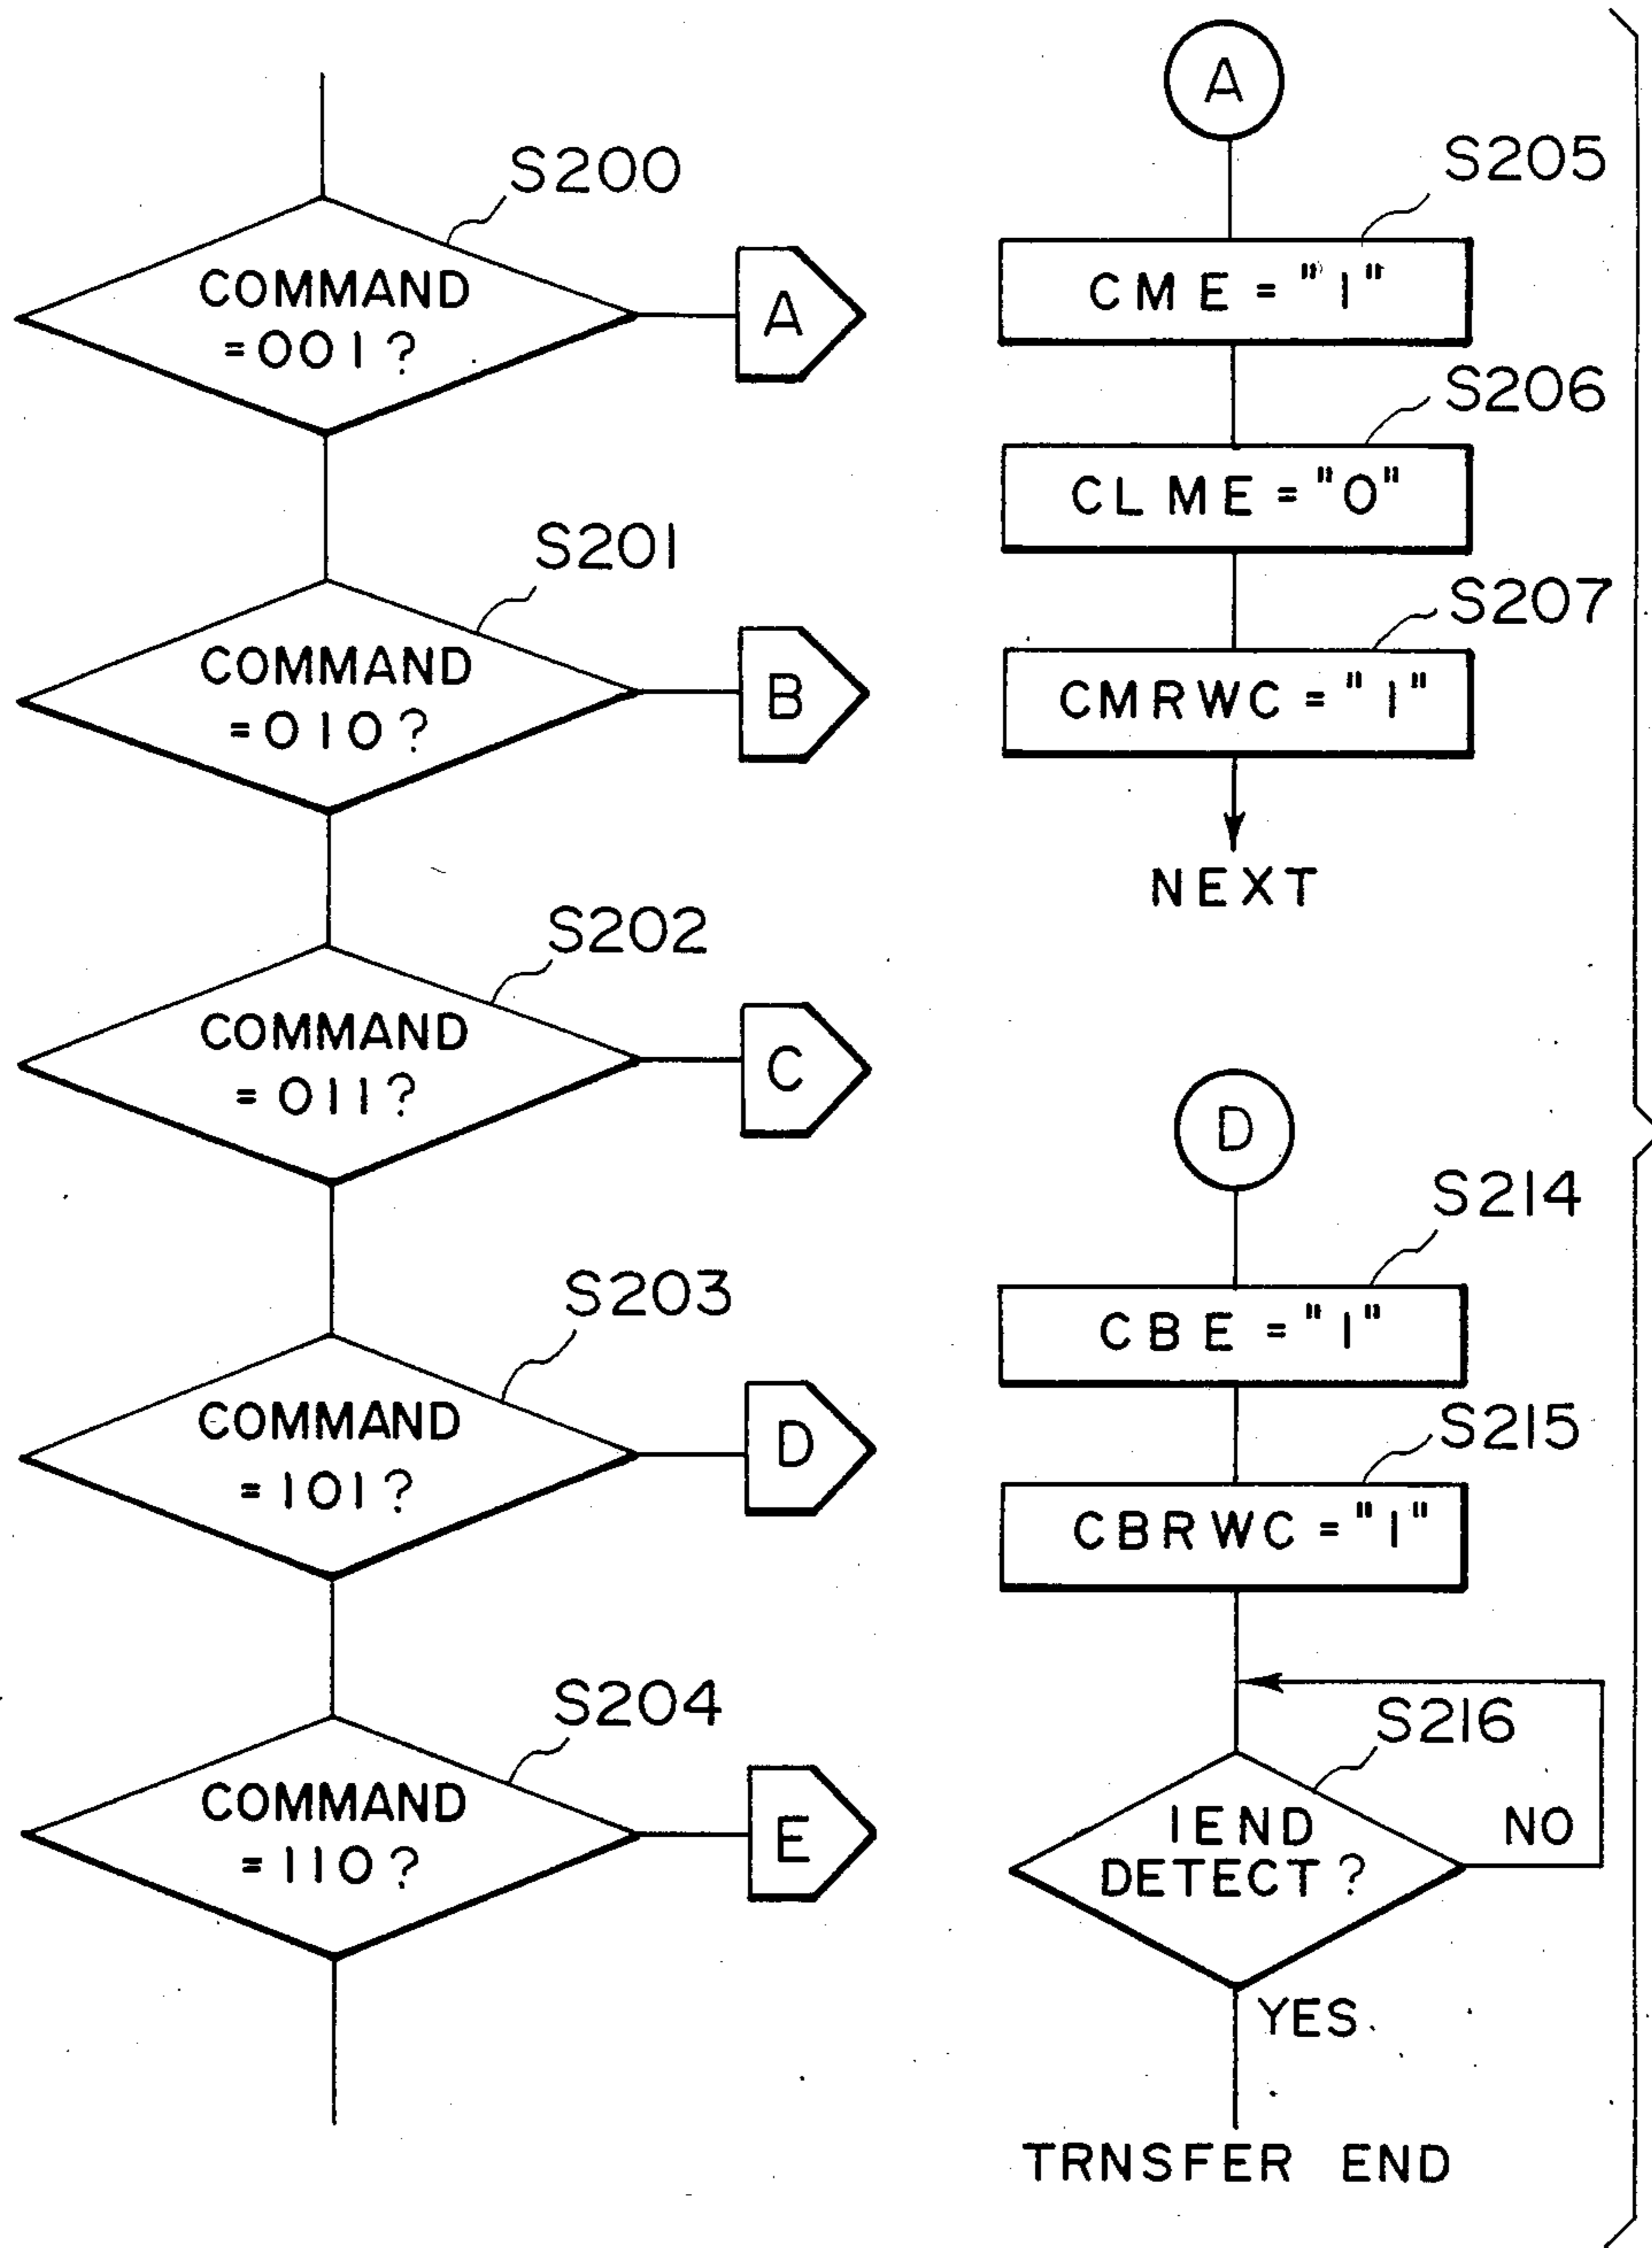 S200
COMMAND
=001?
A
S201
COMMAND
=010?
B
S202
COMMAND
=011?
C
S203
COMMAND
=101?
D
S204
COMMAND
=110?
E
A
S205
CME="1"
S206
CLME="0"
S207
CMRWC="1"
NEXT
D
S214
CBE="1"
S215
CBRWC="1"
S216
IEND
DETECT?
NO
YES
TRNSFER END